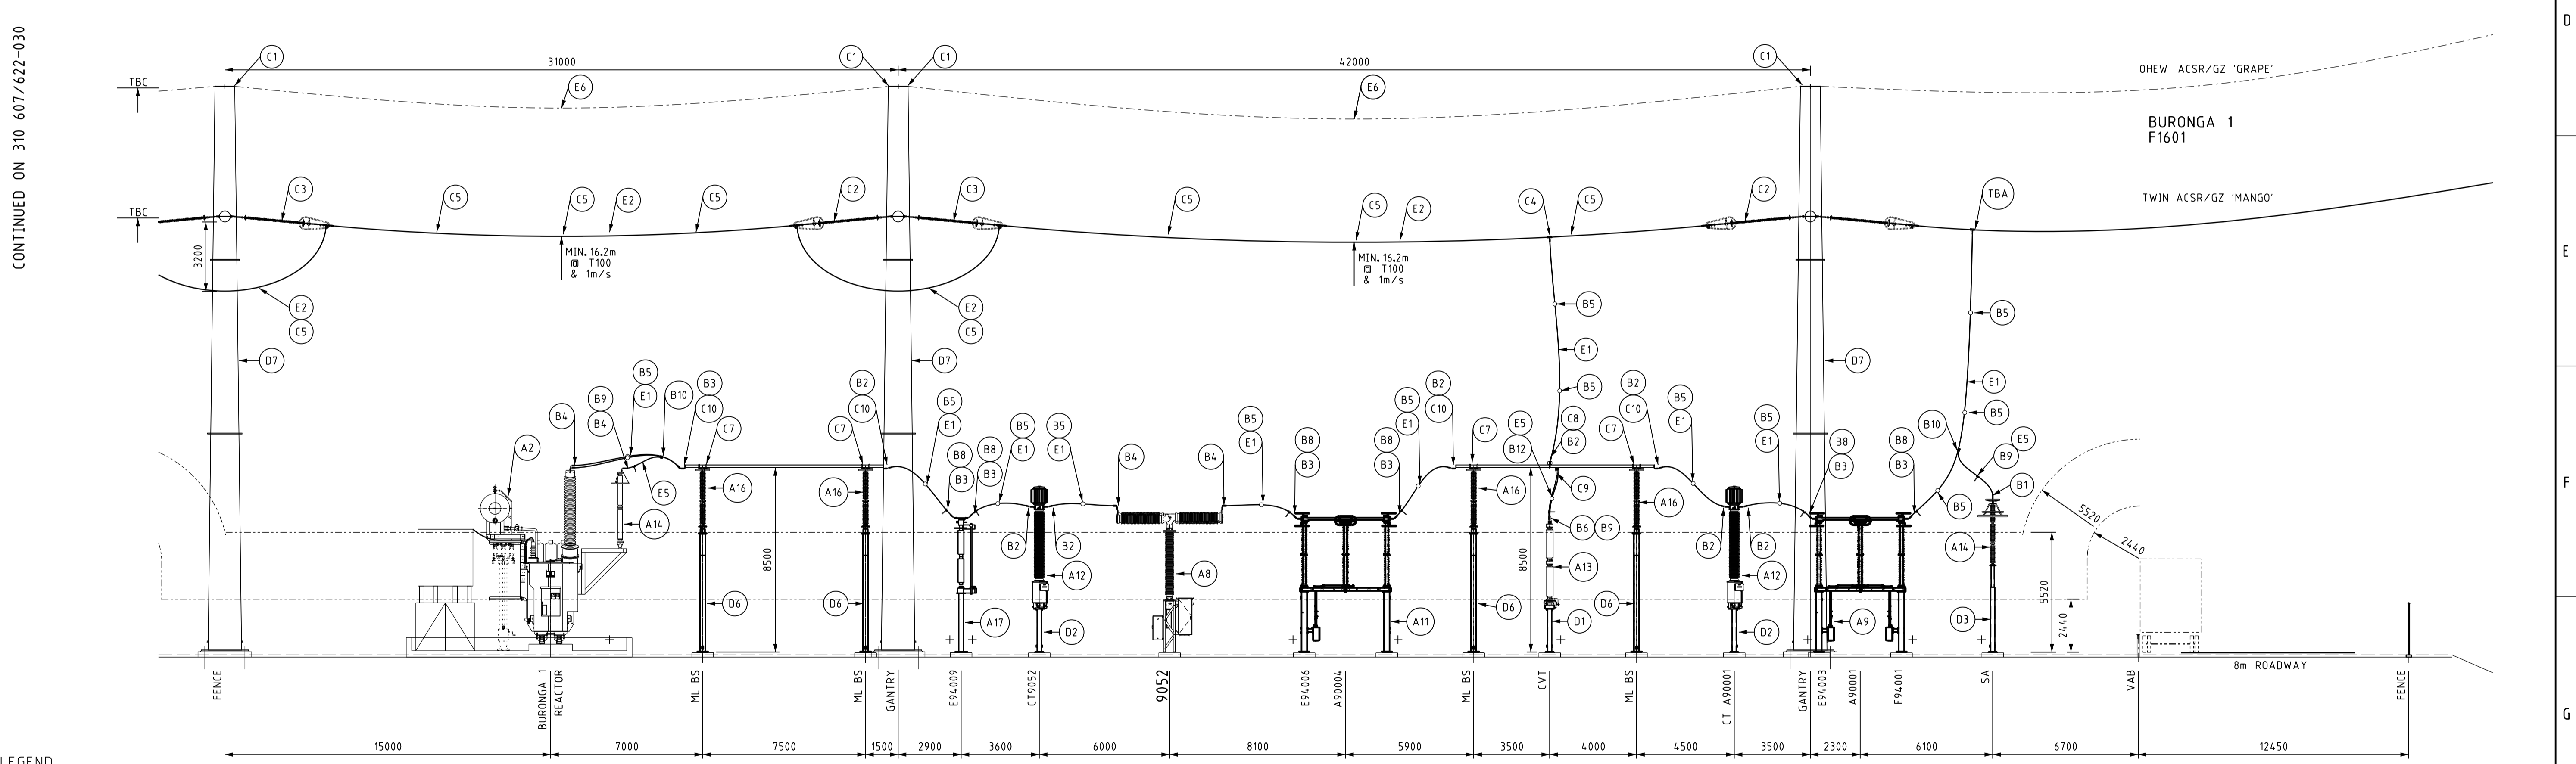 CONTINUED ON 310 607/622-030
D
E
F
G
C1
31000
C1
C1
42000
C1
TBC
E6
E6
OHEW ACSR/GZ 'GRAPE'
BURONGA 1
F1601
TBC
C3
C5
C5
E2
C5
C2
C3
C5
C5
E2
C4
C5
C2
TBA
TWIN ACSR/GZ 'MANGO'
3200
MIN.16.2m
@ T100
& 1m/s
MIN.16.2m
@ T100
& 1m/s
E2
C5
E2
C5
B5
B5
D7
D7
E1
D7
B5
E1
B5
B5
E1
B10
B3
C10
B9
B4
B4
C7
B2
C10
C7
B5
E1
B8
B3
B8
B3
B5
E1
B5
E1
B4
B4
B5
E1
B8
B3
B8
B3
B5
E1
B2
C10
C7
E5
B12
C8
B2
B2
C10
C7
B5
E1
B5
E1
B8
B3
B8
B3
B10
B5
E5
B9
B1
A2
E5
A14
A16
A16
C9
A16
A16
B2
B2
B6
B9
B2
B2
B5
A14
5520
2440
8500
A12
A8
8500
A13
A12
D6
D6
A17
D2
A11
D6
D1
D6
D2
A9
D3
5520
2440
8m ROADWAY
FENCE
BURONGA 1
REACTOR
ML BS
ML BS
GANTRY
E94009
CT9052
9052
E94006
A90004
ML BS
CVT
ML BS
CT A90001
GANTRY
E94003
A90001
E94001
SA
VAB
FENCE
15000
7000
7500
1500
2900
3600
6000
8100
5900
3500
4000
4500
3500
2300
6100
6700
12450
LEGEND